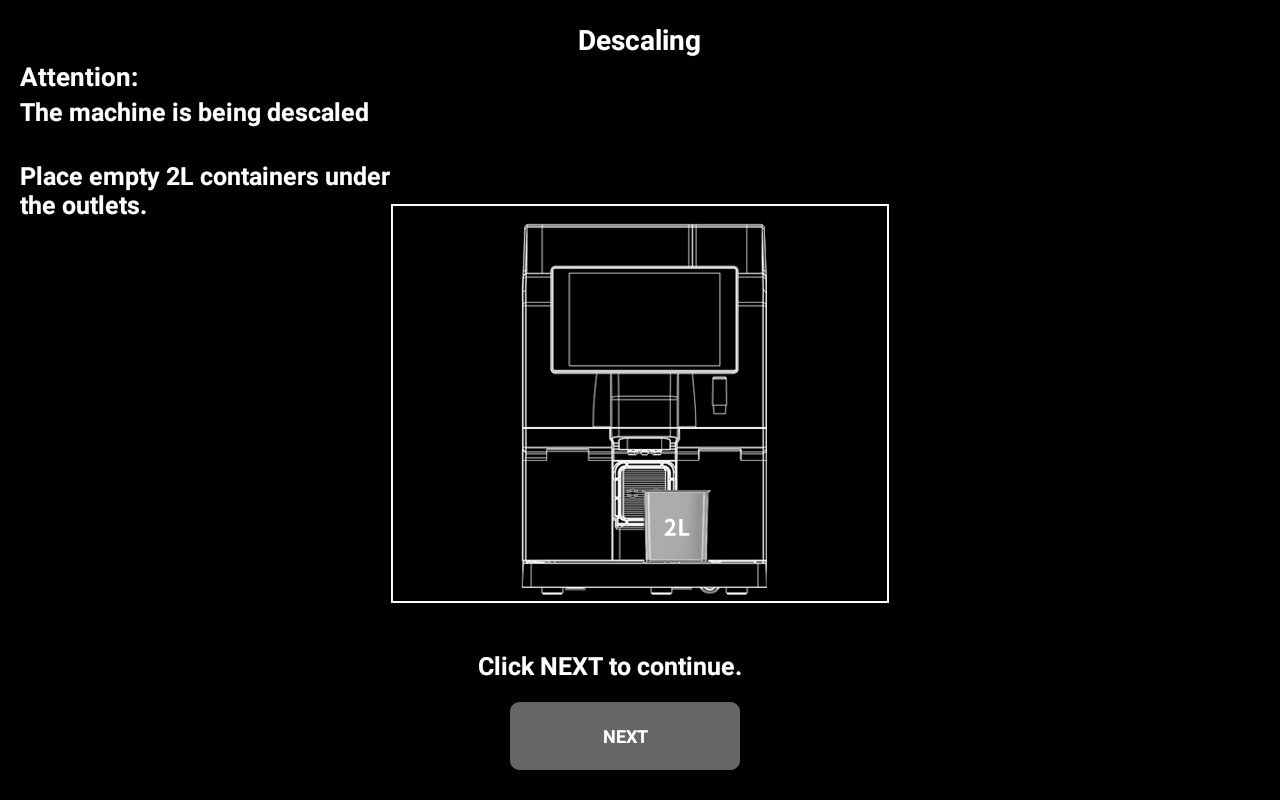 Descaling
Attention:
The machine is being descaled
Place empty 2L containers under
the outlets.
2L
Click NEXT to continue.
NEXT